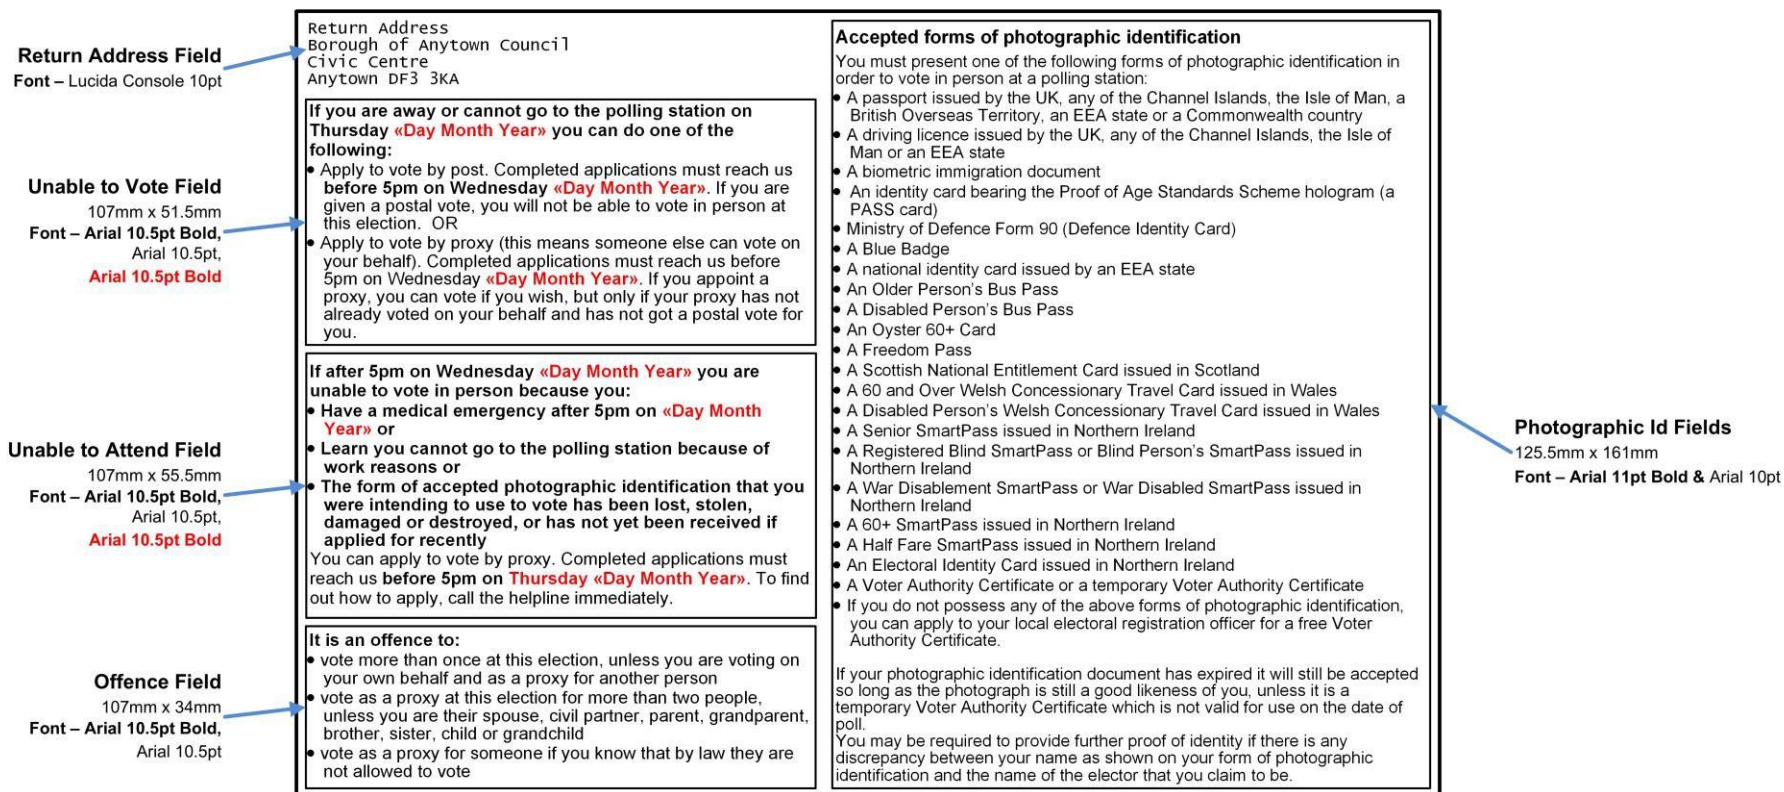 Return Address Field
Font – Lucida Console 10pt
Unable to Vote Field
107mm x 51.5mm
Font – Arial 10.5pt Bold,
Arial 10.5pt,
Arial 10.5pt Bold
Unable to Attend Field
107mm x 55.5mm
Font – Arial 10.5pt Bold,
Arial 10.5pt,
Arial 10.5pt Bold
Offence Field
107mm x 34mm
Font – Arial 10.5pt Bold,
Arial 10.5pt
Return Address
Borough of Anytown Council
Civic Centre
Anytown DF3 3KA
If you are away or cannot go to the polling station on
Thursday «Day Month Year» you can do one of the
following:
● Apply to vote by post. Completed applications must reach us
before 5pm on Wednesday «Day Month Year». If you are
given a postal vote, you will not be able to vote in person at
this election. OR
● Apply to vote by proxy (this means someone else can vote on
your behalf). Completed applications must reach us before
5pm on Wednesday «Day Month Year». If you appoint a
proxy, you can vote if you wish, but only if your proxy has not
already voted on your behalf and has not got a postal vote for
you.
If after 5pm on Wednesday «Day Month Year» you are
unable to vote in person because you:
● Have a medical emergency after 5pm on «Day Month
Year» or
● Learn you cannot go to the polling station because of
work reasons or
● The form of accepted photographic identification that you
were intending to use to vote has been lost, stolen,
damaged or destroyed, or has not yet been received if
applied for recently
You can apply to vote by proxy. Completed applications must
reach us before 5pm on Thursday «Day Month Year». To find
out how to apply, call the helpline immediately.
It is an offence to:
● vote more than once at this election, unless you are voting on
your own behalf and as a proxy for another person
● vote as a proxy at this election for more than two people,
unless you are their spouse, civil partner, parent, grandparent,
brother, sister, child or grandchild
● vote as a proxy for someone if you know that by law they are
not allowed to vote
Accepted forms of photographic identification
You must present one of the following forms of photographic identification in
order to vote in person at a polling station:
● A passport issued by the UK, any of the Channel Islands, the Isle of Man, a
British Overseas Territory, an EEA state or a Commonwealth country
● A driving licence issued by the UK, any of the Channel Islands, the Isle of
Man or an EEA state
● A biometric immigration document
● An identity card bearing the Proof of Age Standards Scheme hologram (a
PASS card)
● Ministry of Defence Form 90 (Defence Identity Card)
● A Blue Badge
● A national identity card issued by an EEA state
● An Older Person's Bus Pass
● A Disabled Person's Bus Pass
● An Oyster 60+ Card
● A Freedom Pass
● A Scottish National Entitlement Card issued in Scotland
● A 60 and Over Welsh Concessionary Travel Card issued in Wales
● A Disabled Person's Welsh Concessionary Travel Card issued in Wales
● A Senior SmartPass issued in Northern Ireland
● A Registered Blind SmartPass or Blind Person's SmartPass issued in
Northern Ireland
● A War Disablement SmartPass or War Disabled SmartPass issued in
Northern Ireland
● A 60+ SmartPass issued in Northern Ireland
● A Half Fare SmartPass issued in Northern Ireland
● An Electoral Identity Card issued in Northern Ireland
● A Voter Authority Certificate or a temporary Voter Authority Certificate
● If you do not possess any of the above forms of photographic identification,
you can apply to your local electoral registration officer for a free Voter
Authority Certificate.
If your photographic identification document has expired it will still be accepted
so long as the photograph is still a good likeness of you, unless it is a
temporary Voter Authority Certificate which is not valid for use on the date of
poll.
You may be required to provide further proof of identity if there is any
discrepancy between your name as shown on your form of photographic
identification and the name of the elector that you claim to be.
Photographic Id Fields
125.5mm x 161mm
Font – Arial 11pt Bold & Arial 10pt